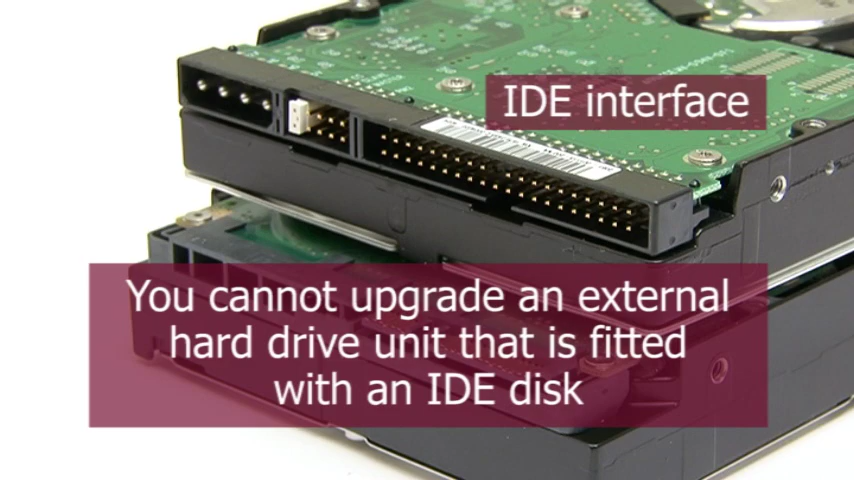 IDE interface
You cannot upgrade an external
hard drive unit that is fitted
with an IDE disk